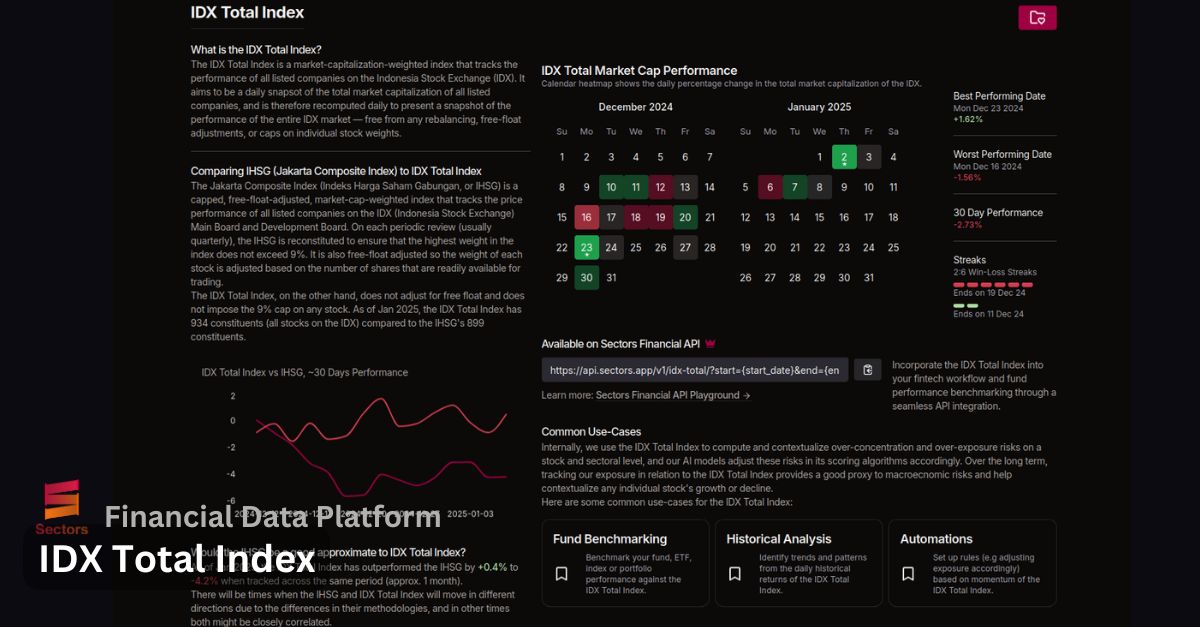 IDX Total Index
What is the IDX Total Index?
The IDX Total Index is a market-capitalization-weighted index that tracks the
performance of all listed companies on the Indonesia Stock Exchange (IDX). It
aims to be a daily snapsot of the total market capitalization of all listed
companies, and is therefore recomputed daily to present a snapshot of the
performance of the entire IDX market — free from any rebalancing, free-float
adjustments, or caps on individual stock weights.
Comparing IHSG (Jakarta Composite Index) to IDX Total Index
The Jakarta Composite Index (Indeks Harga Saham Gabungan, or IHSG) is a
capped, free-float-adjusted, market-cap-weighted index that tracks the price
performance of all listed companies on the IDX (Indonesia Stock Exchange)
Main Board and Development Board. On each periodic review (usually
quarterly), the IHSG is reconstituted to ensure that the highest weight in the
index does not exceed 9%. It is also free-float adjusted so the weight of each
stock is adjusted based on the number of shares that are readily available for
trading.
The IDX Total Index, on the other hand, does not adjust for free float and does
not impose the 9% cap on any stock. As of Jan 2025, the IDX Total Index has
934 constituents (all stocks on the IDX) compared to the IHSG's 899
constituents.
IDX Total Index vs IHSG, ~30 Days Performance
2
0
-2
-4
-6
2025-01-03
Sectors
Financial Data Platform
IDX Total Index
approximate to IDX Total Index?
Index has outperformed the IHSG by +0.4% to
-4.2% when tracked across the same period (approx. 1 month).
There will be times when the IHSG and IDX Total Index will move in different
directions due to the differences in their methodologies, and in other times
both might be closely correlated.
IDX Total Market Cap Performance
Calendar heatmap shows the daily percentage change in the total market capitalization of the IDX.
December 2024
Su Mo Tu We Th Fr Sa
1 2 3 4 5 6 7
8 9 10 11 12 13 14
15 16 17 18 19 20 21
22 23 24 25 26 27 28
29 30 31
January 2025
Su Mo Tu We Th Fr Sa
1 2 3 4
5 6 7 8 9 10 11
12 13 14 15 16 17 18
19 20 21 22 23 24 25
26 27 28 29 30 31
Best Performing Date
Mon Dec 23 2024
+1.62%
Worst Performing Date
Mon Dec 16 2024
-1.56%
30 Day Performance
-2.73%
Streaks
2:6 Win-Loss Streaks
Ends on 19 Dec 24
Ends on 11 Dec 24
Available on Sectors Financial API
https://api.sectors.app/v1/idx-total/?start={start_date}&end={en
Learn more: Sectors Financial API Playground →
Incorporate the IDX Total Index into
your fintech workflow and fund
performance benchmarking through a
seamless API integration.
Common Use-Cases
Internally, we use the IDX Total Index to compute and contextualize over-concentration and over-exposure risks on a
stock and sectoral level, and our AI models adjust these risks in its scoring algorithms accordingly. Over the long term,
tracking our exposure in relation to the IDX Total Index provides a good proxy to macroeconomic risks and help
contextualize any individual stock's growth or decline.
Here are some common use-cases for the IDX Total Index:
Fund Benchmarking
Benchmark your fund, ETF,
index or portfolio
performance against the
IDX Total Index.
Historical Analysis
Identify trends and patterns
from the daily historical
returns of the IDX Total
Index.
Automations
Set up rules (e.g adjusting
exposure accordingly)
based on momentum of the
IDX Total Index.